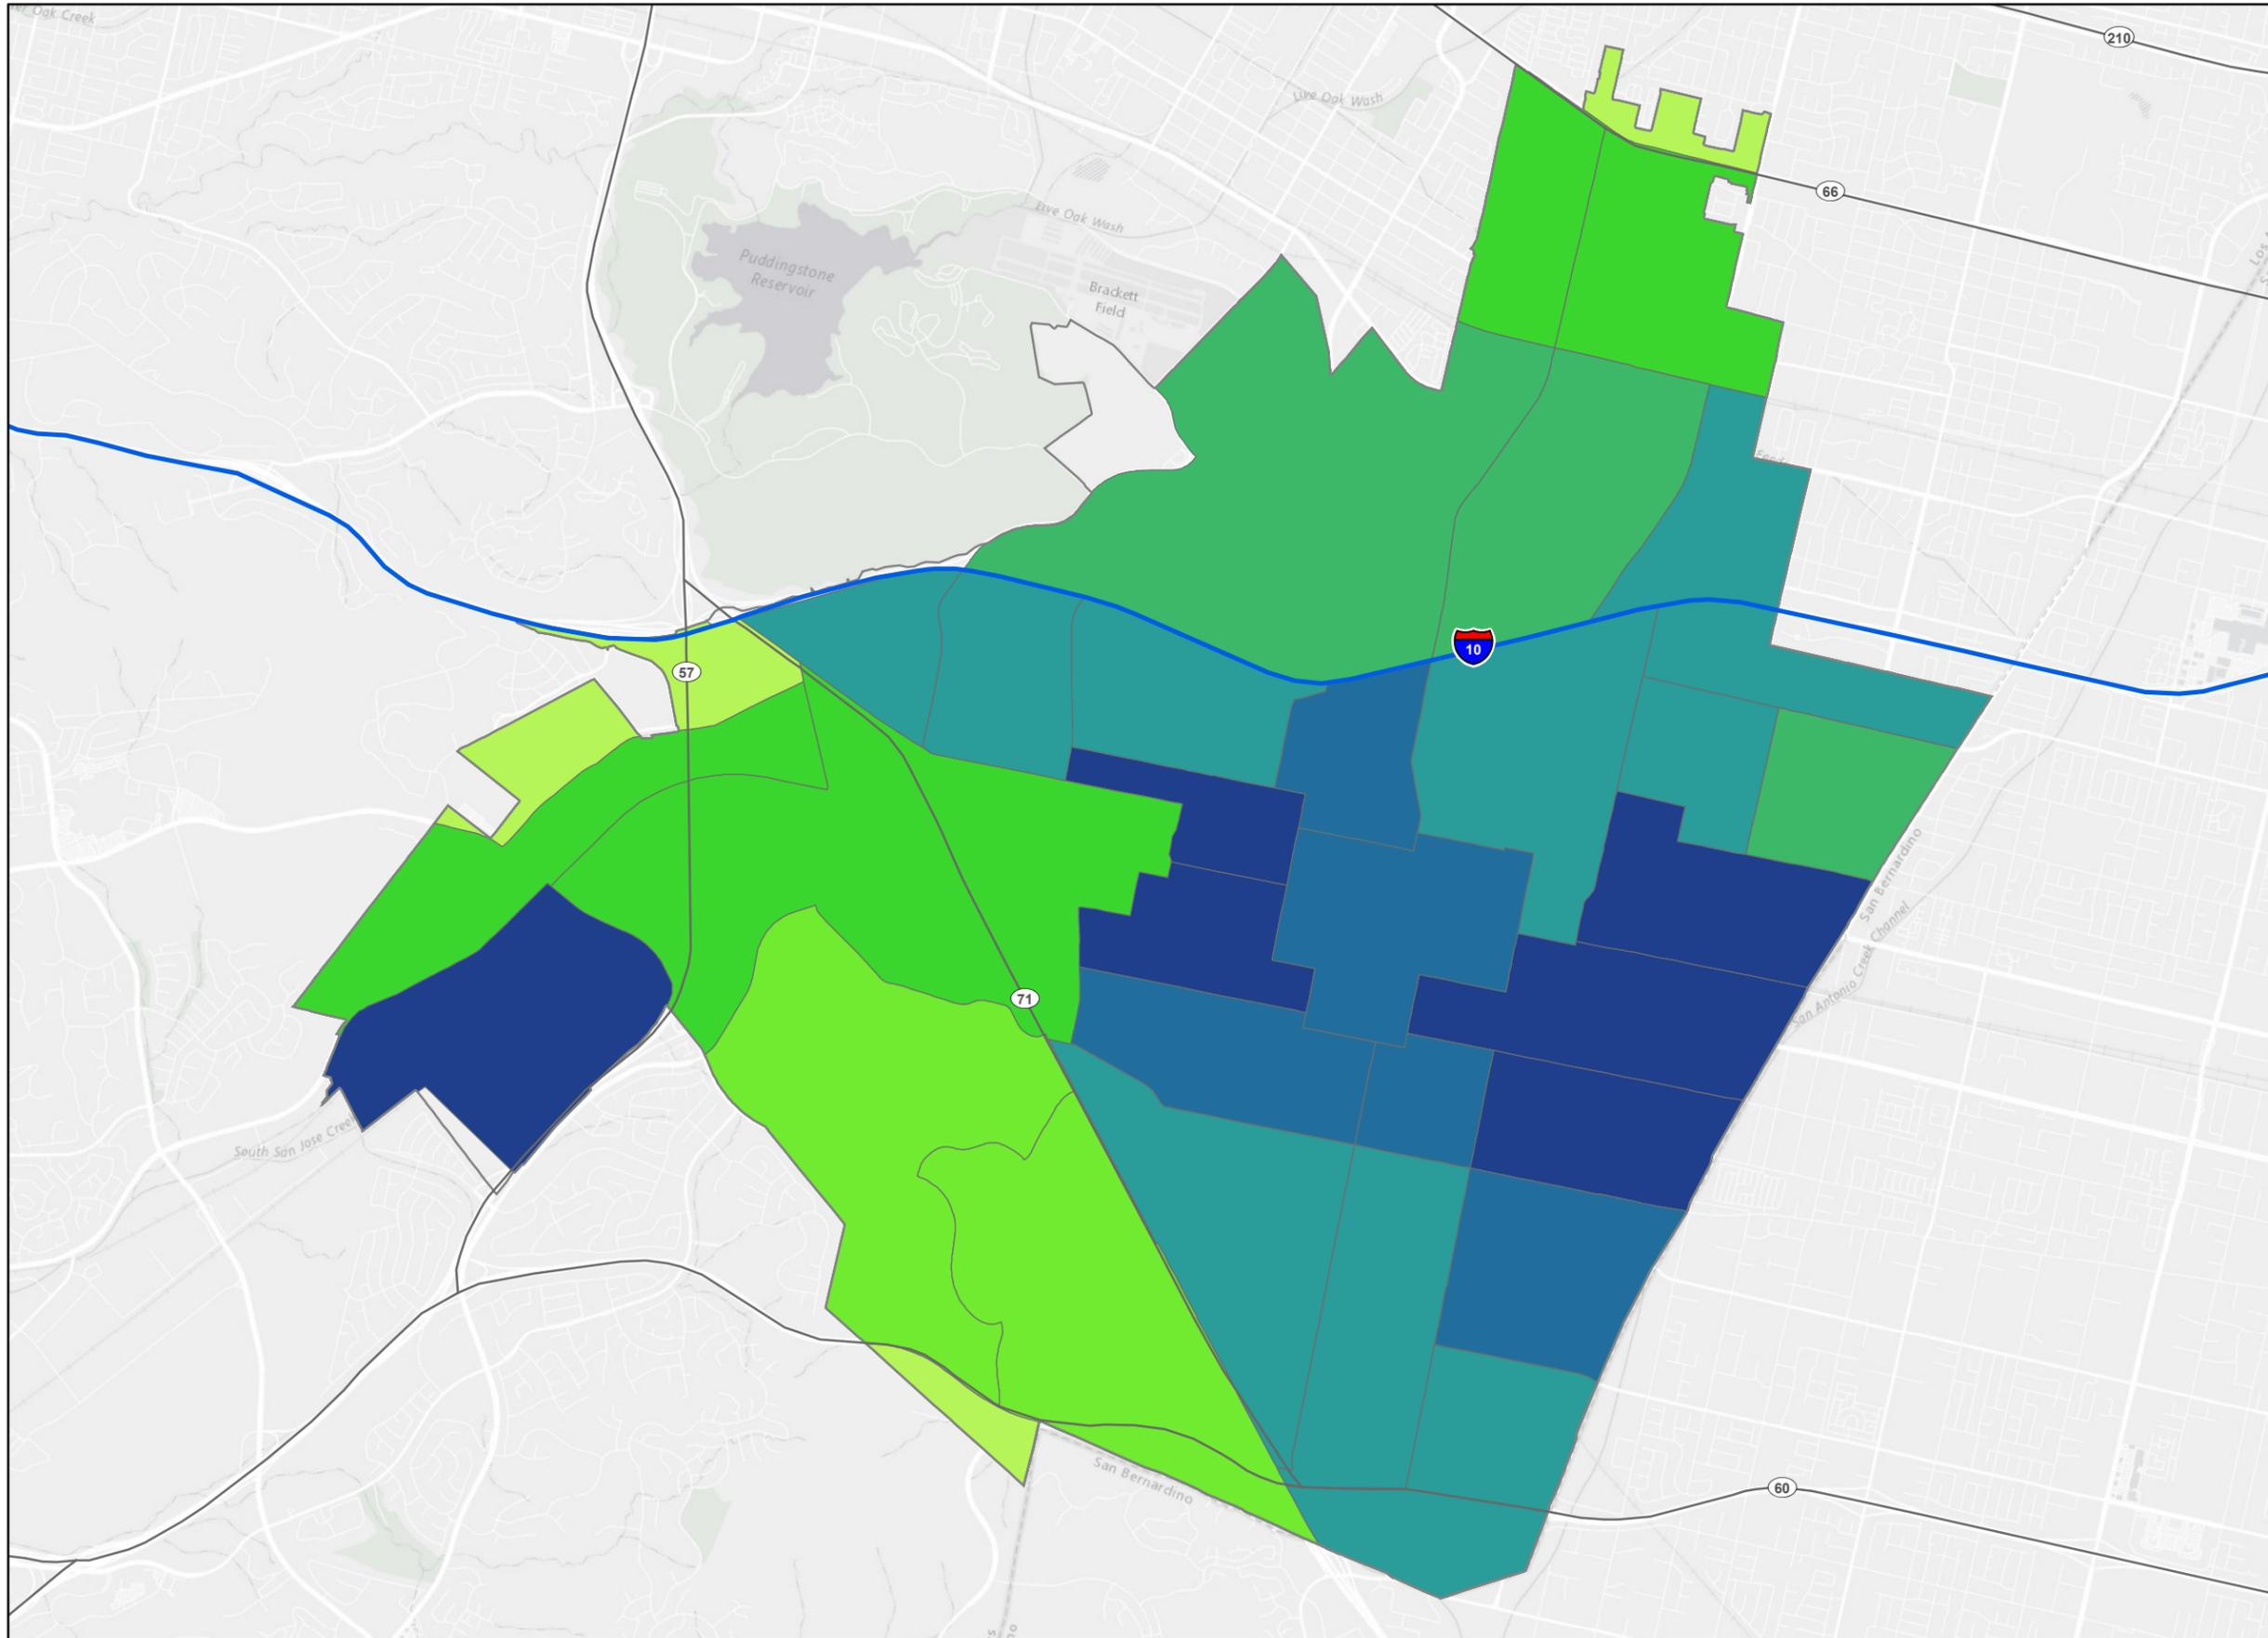 Oak Creek
210
Live Oak Wash
66
Live Oak Wash
Puddingstone
Reservoir
Brackett
Field
10
57
San Bernardino
San Antonio Creek Channel
71
South San Jose Creek
San Bernardino
60